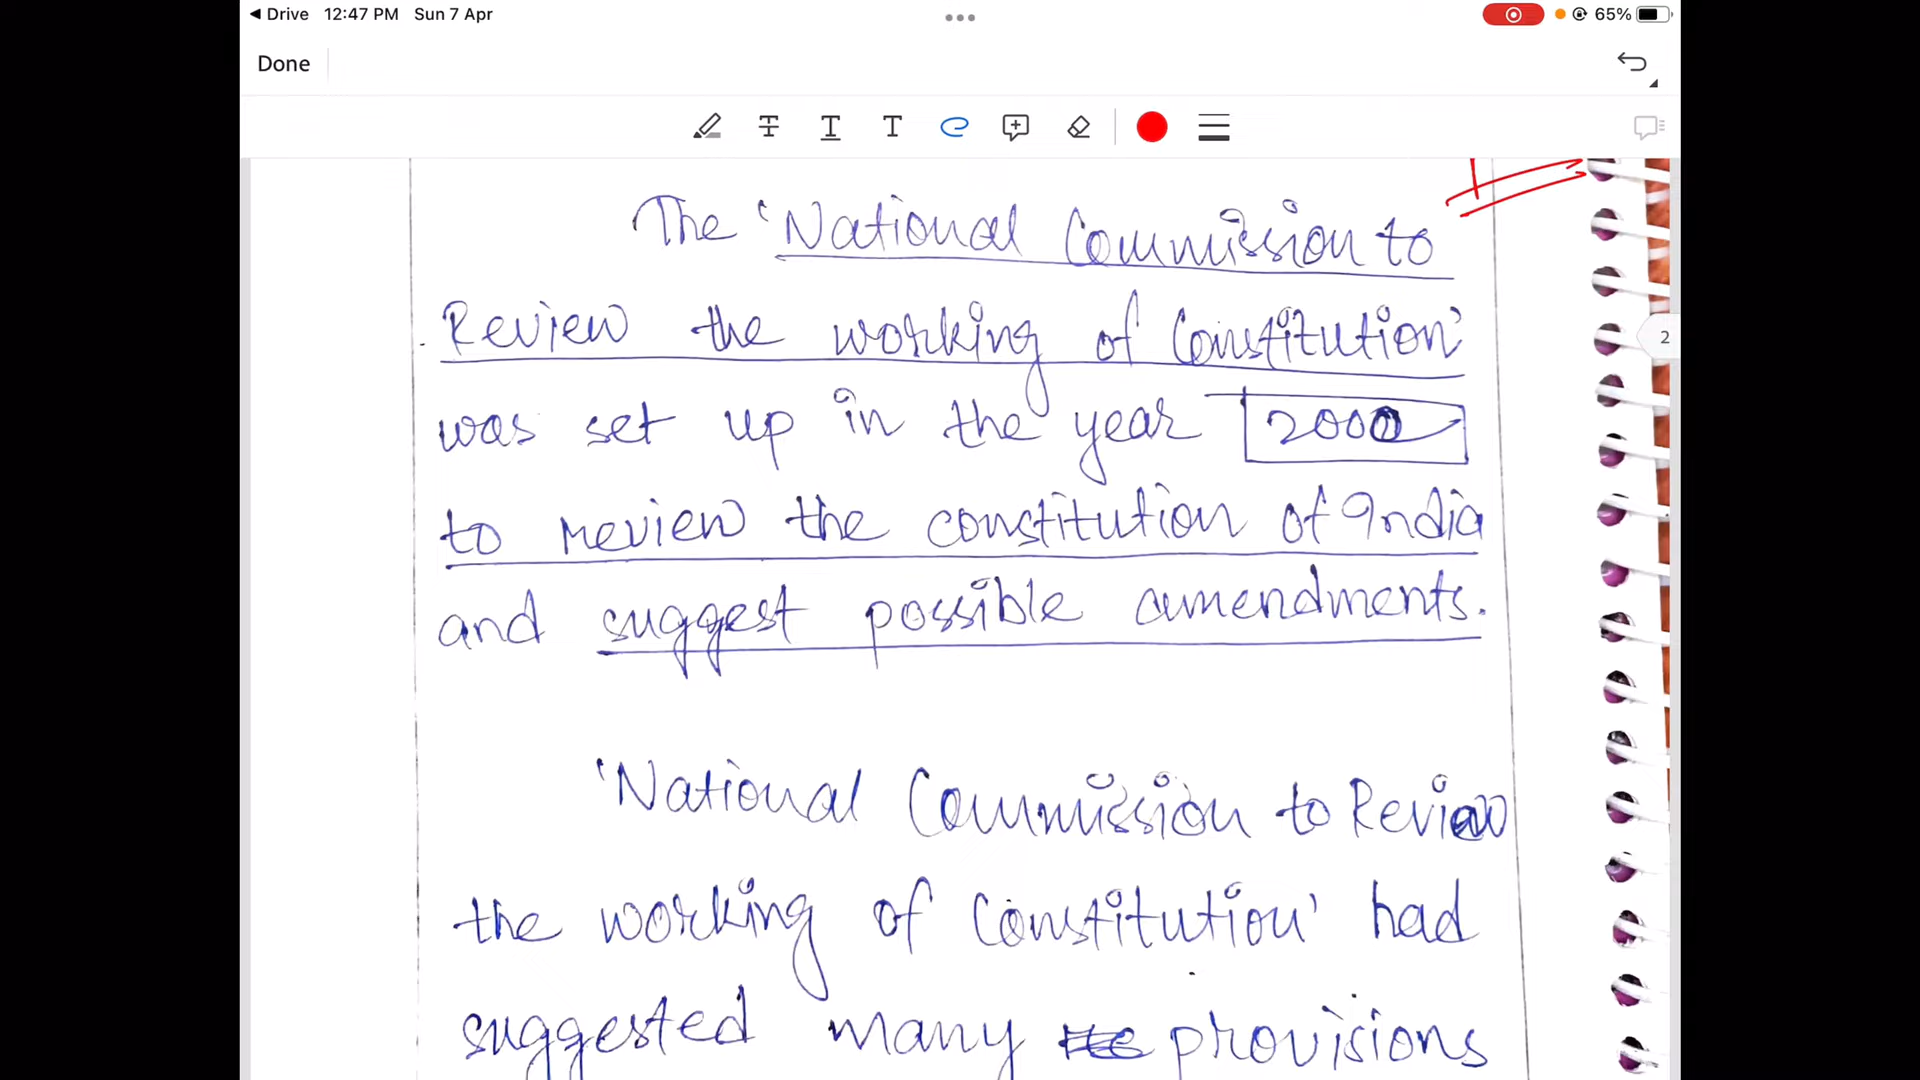 Drive 12:47 PM Sun 7 Apr 65%
Done
T T T
2
The 'National Commission to
Review the working of Constitution'
was set up in the year 2000
to review the constitution of India
and suggest possible amendments.
'National Commission to Review
the working of Constitution' had
suggested many provisions